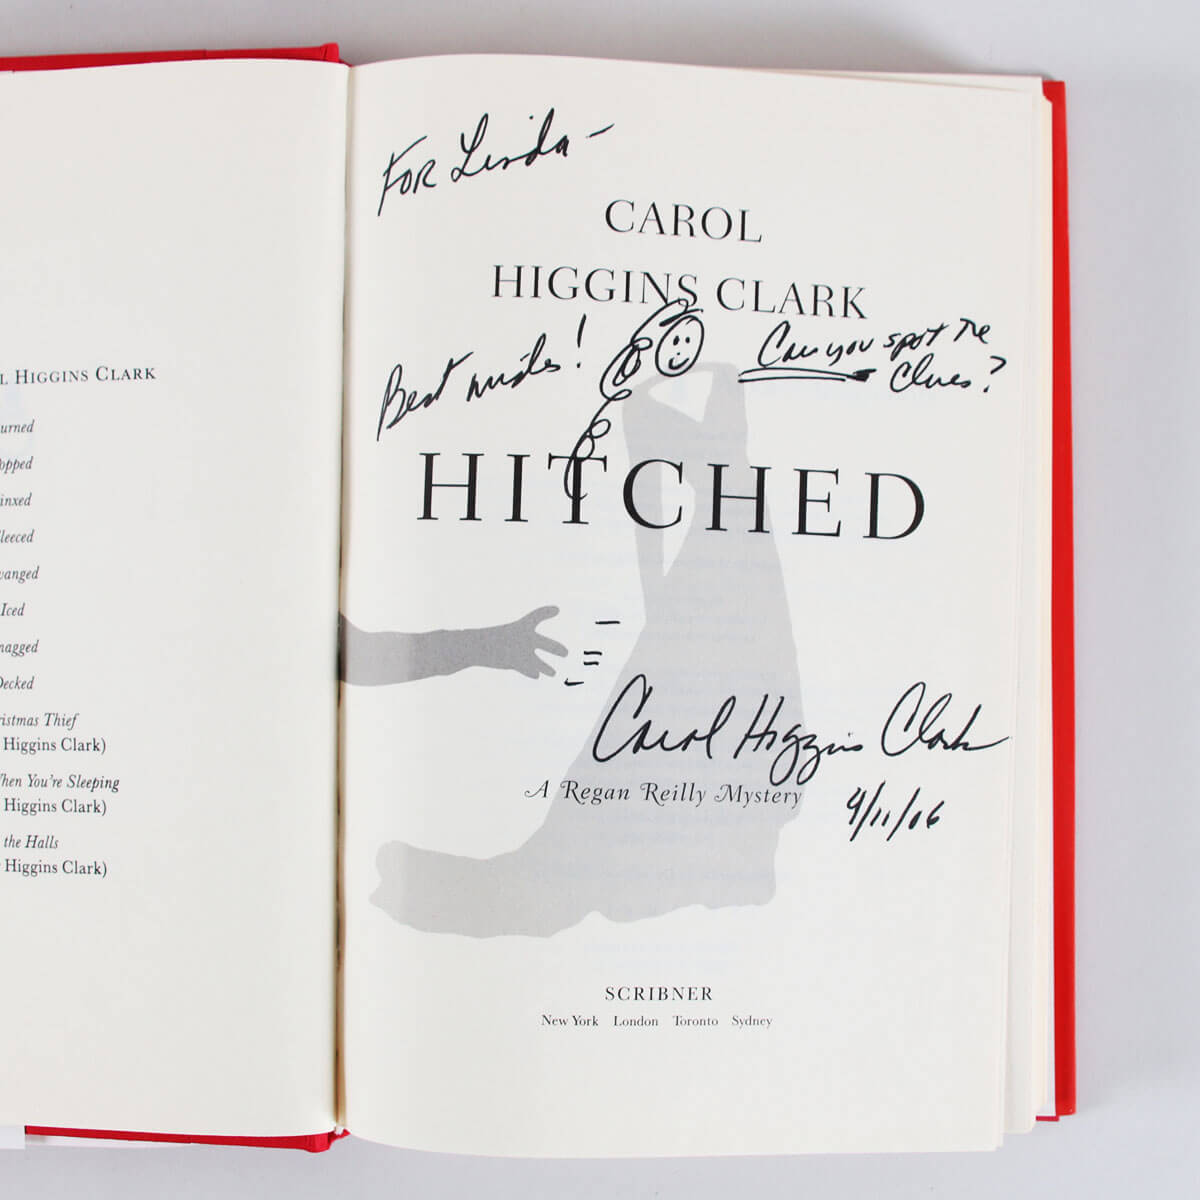 L HIGGINS CLARK
urned
opped
inxed
leeced
wanged
Iced
nagged
Decked
ristmas Thief
Higgins Clark)
hen You're Sleeping
Higgins Clark)
the Halls
Higgins Clark)
FOR Linda –
CAROL
HIGGINS CLARK
Best wishes!
Can you spot the
Clues?
HITCHED
Carol Higgins Clark
A Regan Reilly Mystery
4/11/06
SCRIBNER
New York London Toronto Sydney